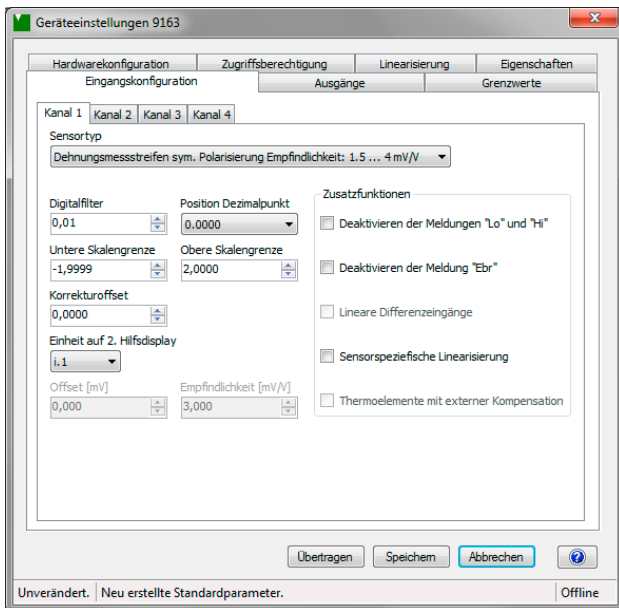 Geräteeinstellungen 9163
Hardwarekonfiguration Zugriffsberechtigung Linearisierung Eigenschaften
Eingangskonfiguration Ausgänge Grenzwerte
Kanal 1 Kanal 2 Kanal 3 Kanal 4
Sensortyp
Dehnungsmessstreifen sym. Polarisierung Empfindlichkeit: 1.5 ... 4 mV/V
Digitalfilter Position Dezimalpunkt
0,01 0.0000
Untere Skalengrenze Obere Skalengrenze
-1,9999 2,0000
Korrekturoffset
0,0000
Einheit auf 2. Hilfsdisplay
i.1
Offset [mV] Empfindlichkeit [mV/V]
0,000 3,000
Zusatzfunktionen
Deaktivieren der Meldungen "Lo" und "Hi"
Deaktivieren der Meldung "Ebr"
Lineare Differenzeingänge
Sensorspeziefische Linearisierung
Thermoelemente mit externer Kompensation
Übertragen Speichern Abbrechen ?
Unverändert. Neu erstellte Standardparameter. Offline